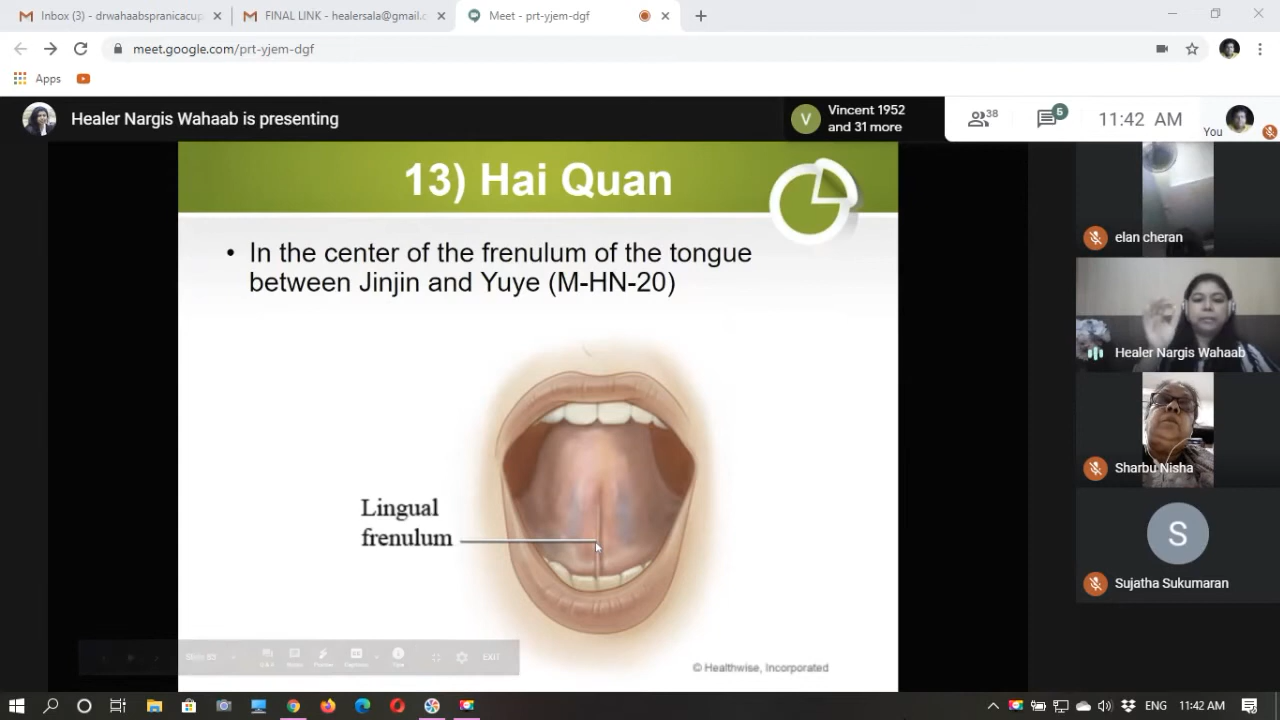 Inbox (3) - drwahaabspranicacup
FINAL LINK - healersala@gmail.c
Meet - prt-yjem-dgf
meet.google.com/prt-yjem-dgf
Apps
Healer Nargis Wahaab is presenting
V
Vincent 1952
and 31 more
38
5
11:42 AM
You
13) Hai Quan
• In the center of the frenulum of the tongue
between Jinjin and Yuye (M-HN-20)
Lingual
frenulum
© Healthwise, Incorporated
EXIT
elan cheran
Healer Nargis Wahaab
Sharbu Nisha
S
Sujatha Sukumaran
ENG
11:42 AM